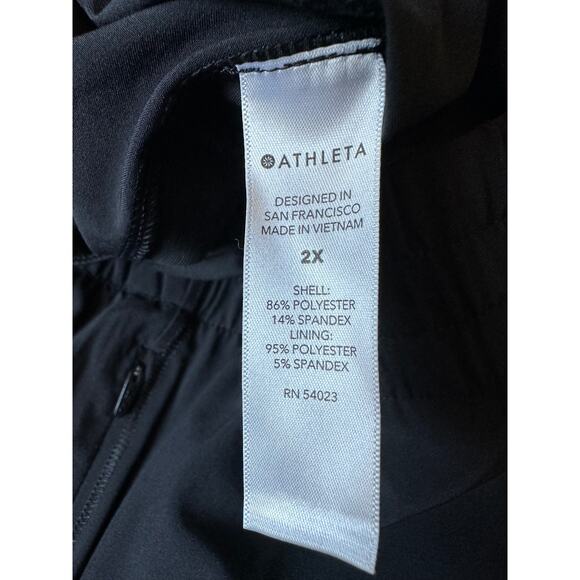 ATHLETA
DESIGNED IN
SAN FRANCISCO
MADE IN VIETNAM
2X
SHELL:
86% POLYESTER
14% SPANDEX
LINING:
95% POLYESTER
5% SPANDEX
RN 54023